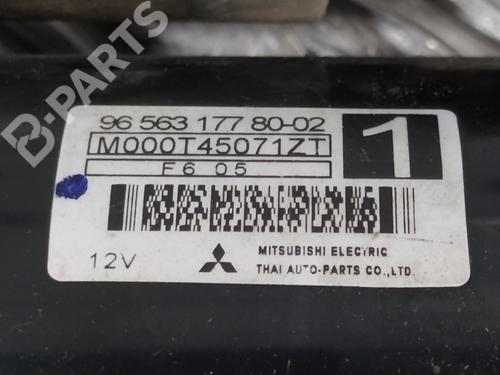 B-PARTS
96 563 177 80-02
M000T45071ZT
F6 05
1
12V
MITSUBISHI ELECTRIC
THAI AUTO-PARTS CO.,LTD.